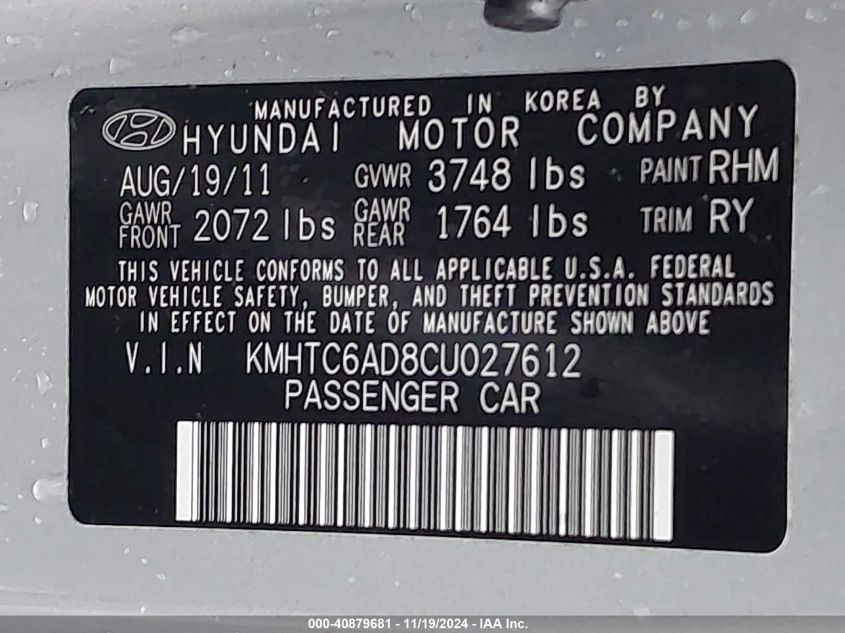 MANUFACTURED IN KOREA BY
HYUNDAI MOTOR COMPANY
AUG/19/11 GVWR 3748 lbs PAINT RHM
GAWR FRONT 2072 lbs GAWR REAR 1764 lbs TRIM RY
THIS VEHICLE CONFORMS TO ALL APPLICABLE U.S.A. FEDERAL
MOTOR VEHICLE SAFETY, BUMPER, AND THEFT PREVENTION STANDARDS
IN EFFECT ON THE DATE OF MANUFACTURE SHOWN ABOVE
V.I.N KMHTC6AD8CU027612
PASSENGER CAR
000-40879681 - 11/19/2024 - IAA Inc.